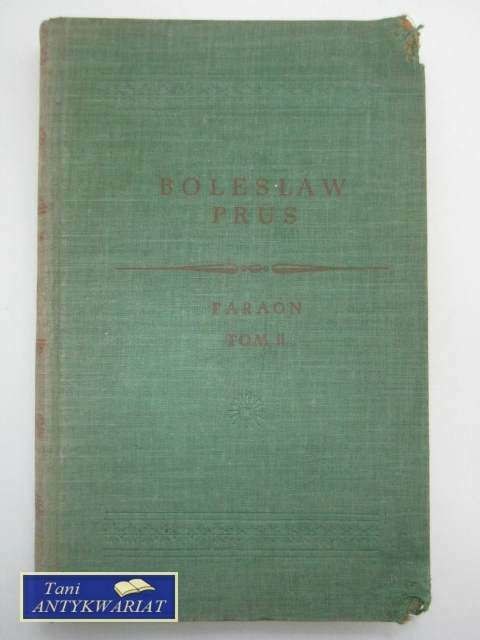 BOLESŁAW
PRUS
FARAON
TOM II
Tani
ANTYKWARIAT